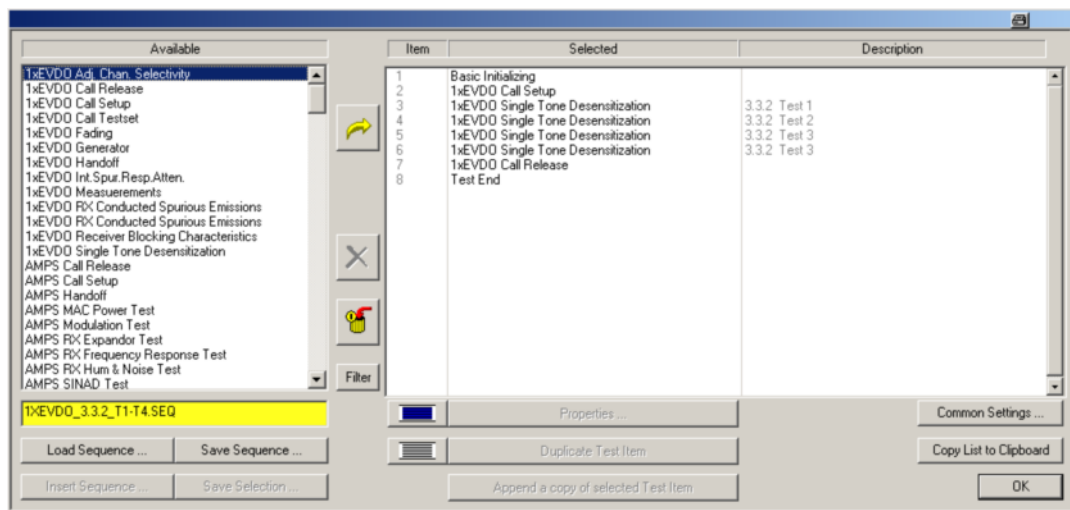 Available
1xEVDO Adj. Chan. Selectivity
1xEVDO Call Release
1xEVDO Call Setup
1xEVDO Call Testset
1xEVDO Fading
1xEVDO Generator
1xEVDO Handoff
1xEVDO Int.Spur.Resp.Atten.
1xEVDO Measuerements
1xEVDO RX Conducted Spurious Emissions
1xEVDO RX Conducted Spurious Emissions
1xEVDO Receiver Blocking Characteristics
1xEVDO Single Tone Desensitization
AMPS Call Release
AMPS Call Setup
AMPS Handoff
AMPS MAC Power Test
AMPS Modulation Test
AMPS RX Expandor Test
AMPS RX Frequency Response Test
AMPS RX Hum & Noise Test
AMPS SINAD Test
1XEVDO_3.3.2_T1-T4.SEQ
Load Sequence ... Save Sequence ...
Insert Sequence ... Save Selection ...
Filter
Item Selected Description
1 Basic Initializing
2 1xEVDO Call Setup
3 1xEVDO Single Tone Desensitization 3.3.2 Test 1
4 1xEVDO Single Tone Desensitization 3.3.2 Test 2
5 1xEVDO Single Tone Desensitization 3.3.2 Test 3
6 1xEVDO Single Tone Desensitization 3.3.2 Test 3
7 1xEVDO Call Release
8 Test End
Properties ... Common Settings ...
Duplicate Test Item Copy List to Clipboard
Append a copy of selected Test Item OK